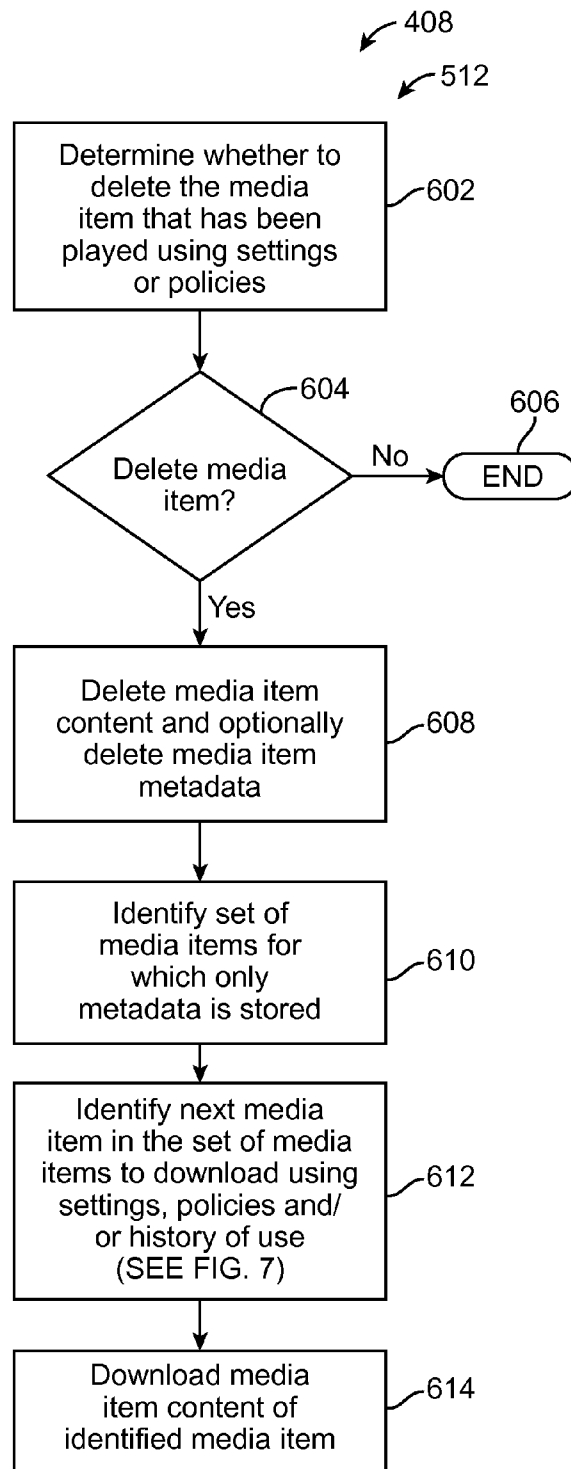 408
512
Determine whether to
delete the media
item that has been
played using settings
or policies
602
604
Delete media
item?
No
606
END
Yes
Delete media item
content and optionally
delete media item
metadata
608
Identify set of
media items for
which only
metadata is stored
610
Identify next media
item in the set of media
items to download using
settings, policies and/
or history of use
(SEE FIG. 7)
612
Download media
item content of
identified media item
614